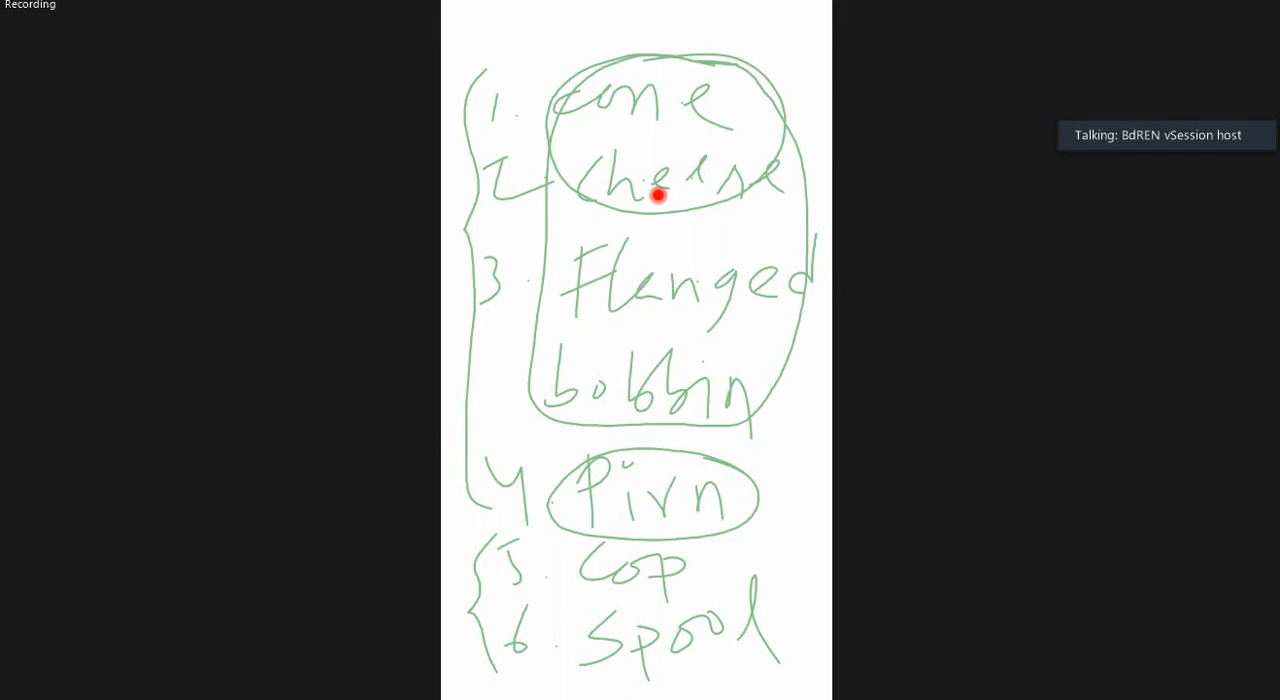 Recording
1. cone
Talking: BdREN vSession host
2 cheese
3. Flanged
bobbin
4 Pirn
5. Cop
6. Spool